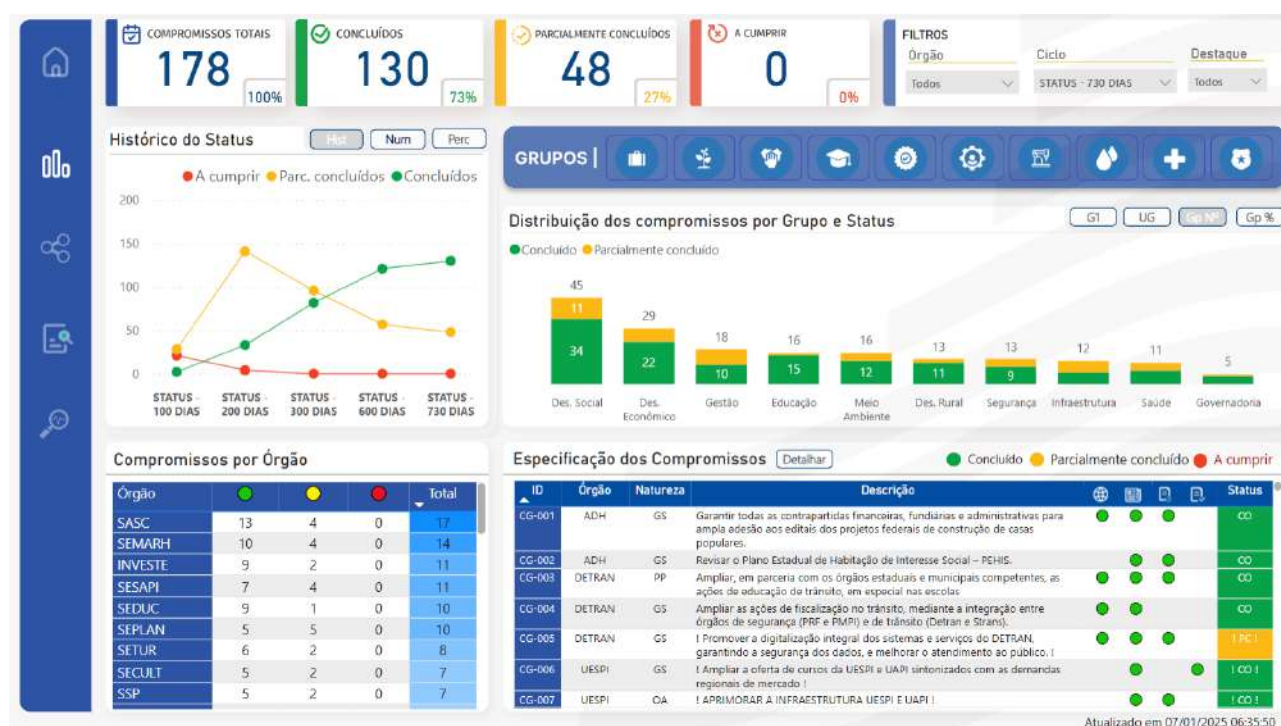 COMPROMISSOS TOTAIS
178
100%
CONCLUÍDOS
130
73%
PARCIALMENTE CONCLUÍDOS
48
27%
A CUMPRIR
0
0%
FILTROS
Órgão
Ciclo
Destaque
Todos
STATUS - 730 DIAS
Todos
Histórico do Status
Hist
Num
Perc
A cumprir Parc. concluídos Concluídos
200
150
100
50
0
STATUS - 100 DIAS
STATUS - 200 DIAS
STATUS - 300 DIAS
STATUS - 600 DIAS
STATUS - 730 DIAS
GRUPOS |
Distribuição dos compromissos por Grupo e Status
G1
UG
Gp Nº
Gp %
Concluído Parcialmente concluído
45
11
34
29
22
18
10
16
15
16
12
13
11
13
9
12
11
5
Des. Social
Des. Econômico
Gestão
Educação
Meio Ambiente
Des. Rural
Segurança
Infraestrutura
Saúde
Governadoria
Compromissos por Órgão
Órgão Total
SASC 13 4 0 17
SEMARH 10 4 0 14
INVESTE 9 2 0 11
SESAPI 7 4 0 11
SEDUC 9 1 0 10
SEPLAN 5 5 0 10
SETUR 6 2 0 8
SECULT 5 2 0 7
SSP 5 2 0 7
Especificação dos Compromissos
Detalhar
Concluído Parcialmente concluído A cumprir
ID Órgão Natureza Descrição Status
CG-001 ADH GS Garantir todas as contrapartidas financeiras, fundiárias e administrativas para CO
ampla adesão aos editais dos projetos federais de construção de casas
populares.
CG-002 ADH GS Revisar o Plano Estadual de Habitação de Interesse Social – PEHIS. CO
CG-003 DETRAN PP Ampliar, em parceria com os órgãos estaduais e municipais competentes, as CO
ações de educação de trânsito, em especial nas escolas
CG-004 DETRAN GS Ampliar as ações de fiscalização no trânsito, mediante a integração entre CO
órgãos de segurança (PRF e PMPI) e de trânsito (Detran e Strans).
CG-005 DETRAN GS ! Promover a digitalização integral dos sistemas e serviços do DETRAN, ! PC !
garantindo a segurança dos dados, e melhorar o atendimento ao público. !
CG-006 UESPI GS ! Ampliar a oferta de cursos da UESPI e UAPI sintonizados com as demandas ! CO !
regionais de mercado !
CG-007 UESPI OA ! APRIMORAR A INFRAESTRUTURA UESPI E UAPI ! ! CO !
Atualizado em 07/01/2025 06:35:50